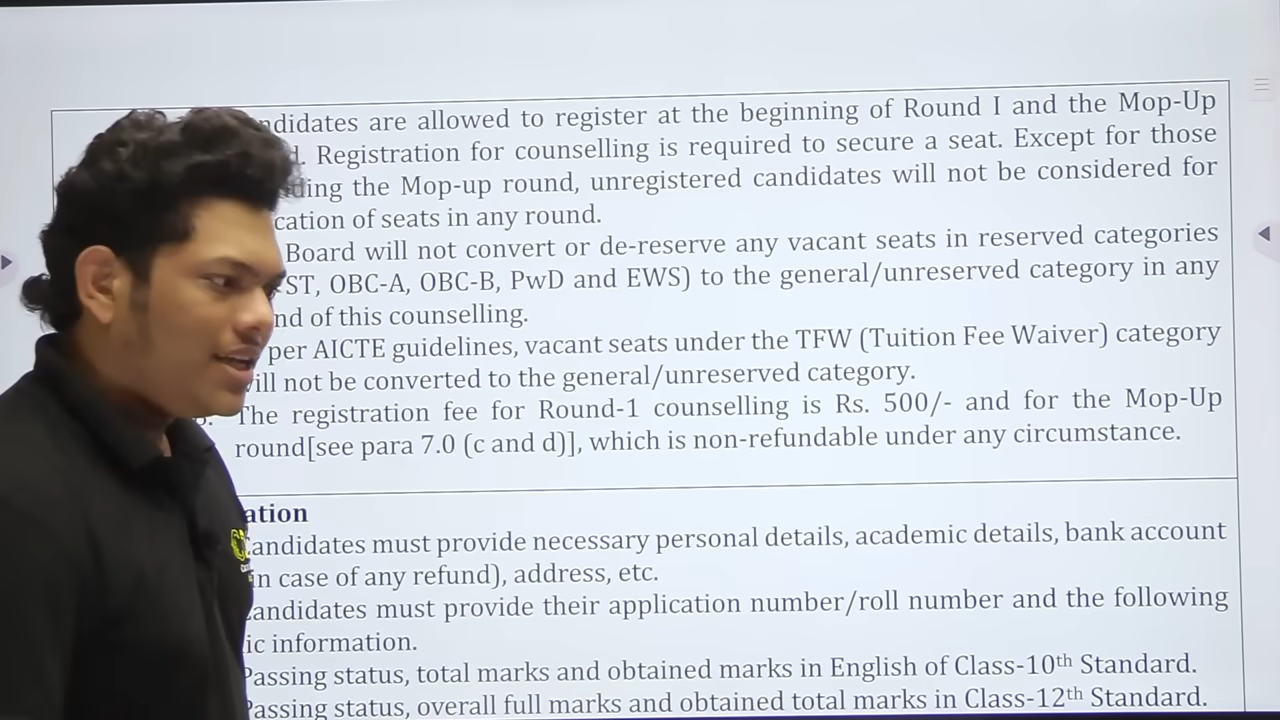 ndidates are allowed to register at the beginning of Round I and the Mop-Up
d. Registration for counselling is required to secure a seat. Except for those
ding the Mop-up round, unregistered candidates will not be considered for
cation of seats in any round.
Board will not convert or de-reserve any vacant seats in reserved categories
ST, OBC-A, OBC-B, PwD and EWS) to the general/unreserved category in any
nd of this counselling.
per AICTE guidelines, vacant seats under the TFW (Tuition Fee Waiver) category
ill not be converted to the general/unreserved category.
The registration fee for Round-1 counselling is Rs. 500/- and for the Mop-Up
round[see para 7.0 (c and d)], which is non-refundable under any circumstance.
ation
andidates must provide necessary personal details, academic details, bank account
in case of any refund), address, etc.
andidates must provide their application number/roll number and the following
ic information.
Passing status, total marks and obtained marks in English of Class-10th Standard.
Passing status, overall full marks and obtained total marks in Class-12th Standard.